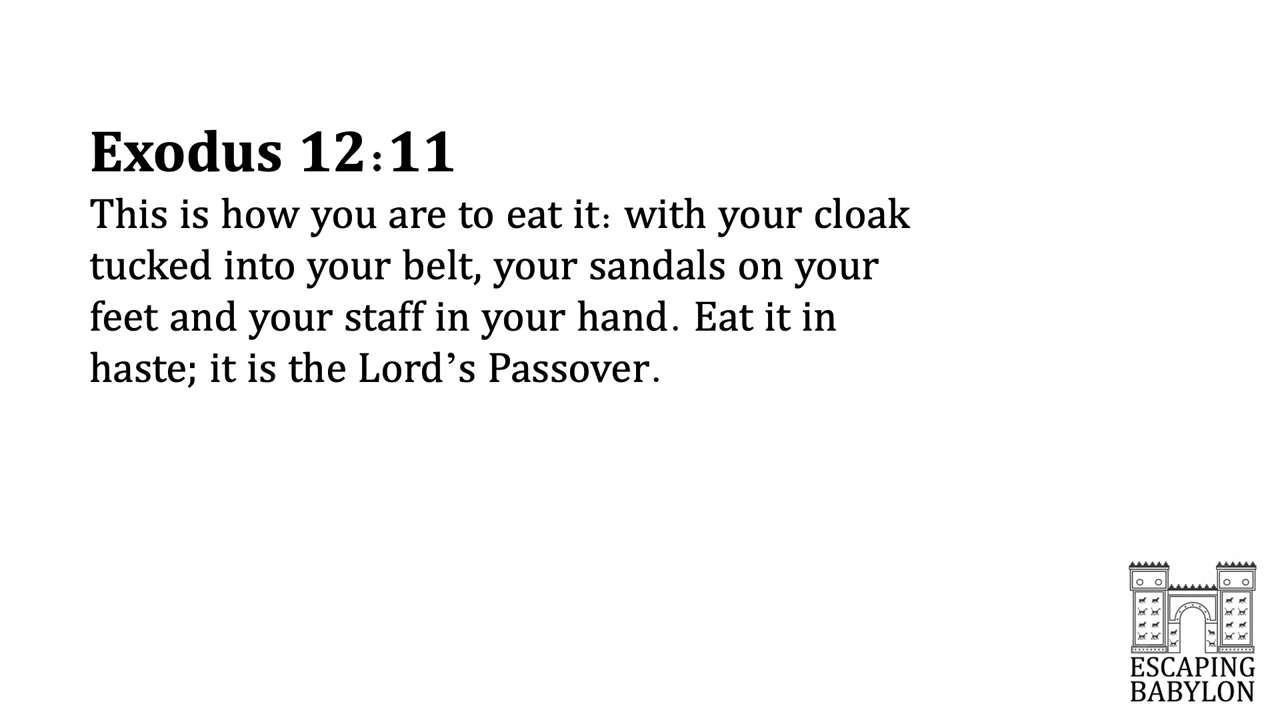 Exodus 12:11
This is how you are to eat it: with your cloak
tucked into your belt, your sandals on your
feet and your staff in your hand. Eat it in
haste; it is the Lord’s Passover.
ESCAPING
BABYLON